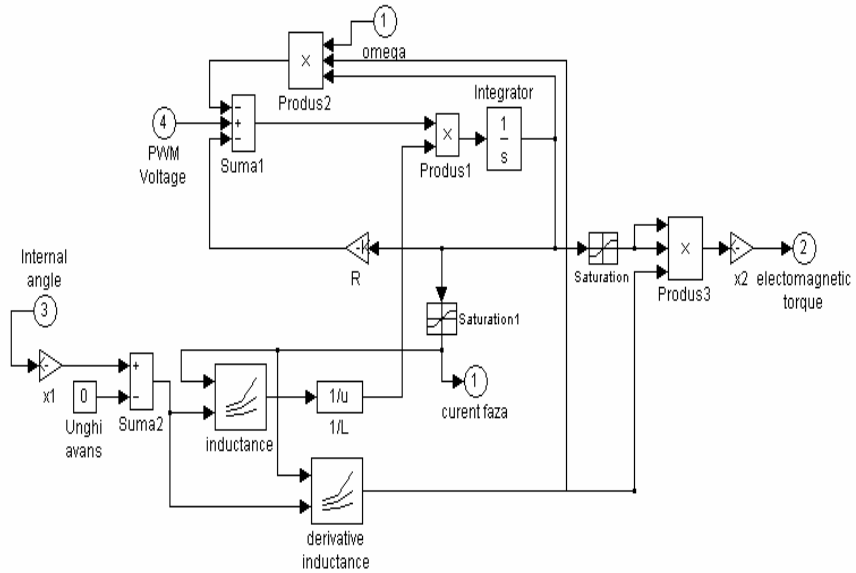 1
omega
×
Produs2
Integrator
1
s
4
PWM
Voltage
−
+
−
Suma1
×
Produs1
K
R
Saturation
×
Produs3
x2
2
electomagnetic
torque
Internal
angle
3
x1
0
Unghi
avans
+
−
Suma2
Saturation1
inductance
1/u
1/L
1
curent faza
derivative
inductance